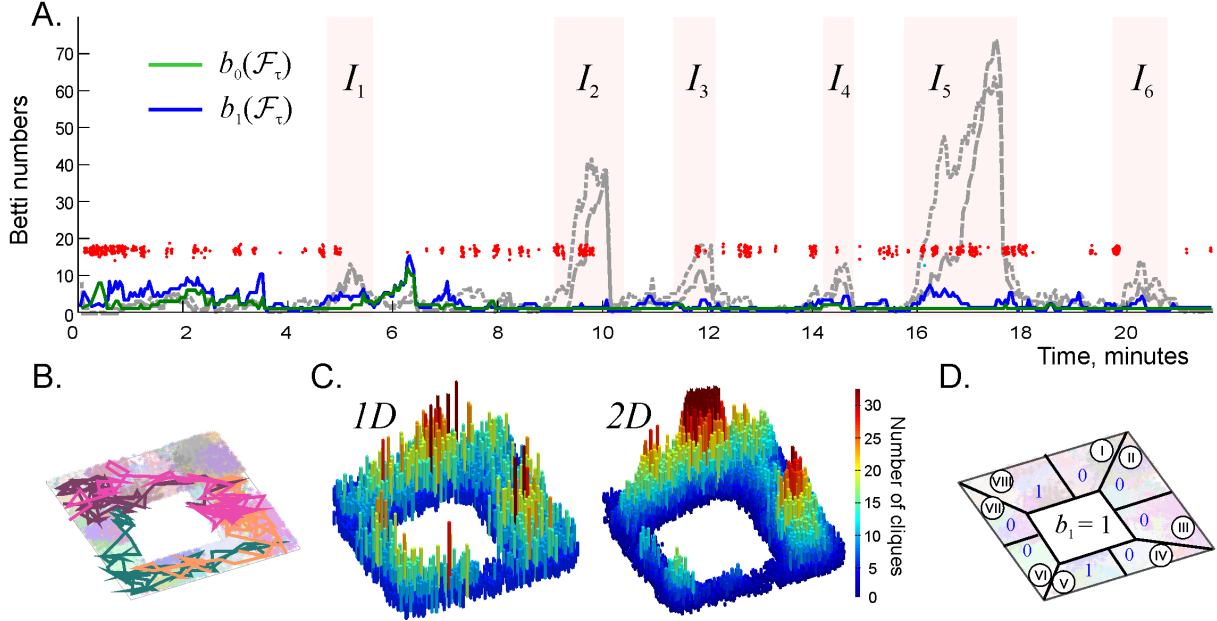 A.
70
60
50
40
30
20
10
0
Betti numbers
b₀(ℱ_τ)
b₁(ℱ_τ)
I₁ I₂ I₃ I₄ I₅ I₆
0 2 4 6 8 10 12 14 16 18 20
Time, minutes
B. C. D.
1D 2D
30
25
20
15
10
5
0
Number of cliques
I II
VIII 0
1 0
VII
0 b₁ = 1 0 III
0 0 IV
VI V 1